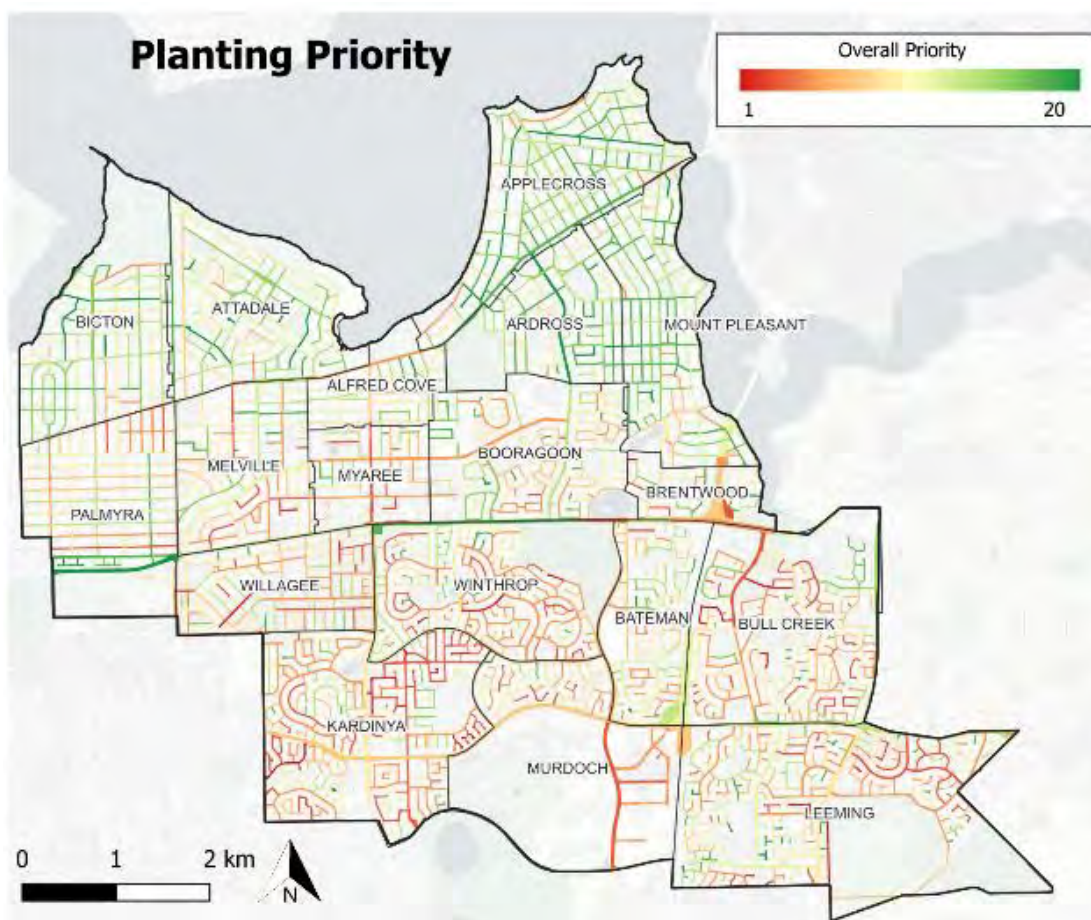 Planting Priority
Overall Priority
1 20
APPLECROSS
ATTADALE
BICTON
ARDROSS
MOUNT PLEASANT
ALFRED COVE
BOORAGOON
MELVILLE
MYAREE
BRENTWOOD
PALMYRA
WILLAGEE
WINTHROP
BATEMAN
BULL CREEK
KARDINYA
MURDOCH
LEEMING
0 1 2 km
N